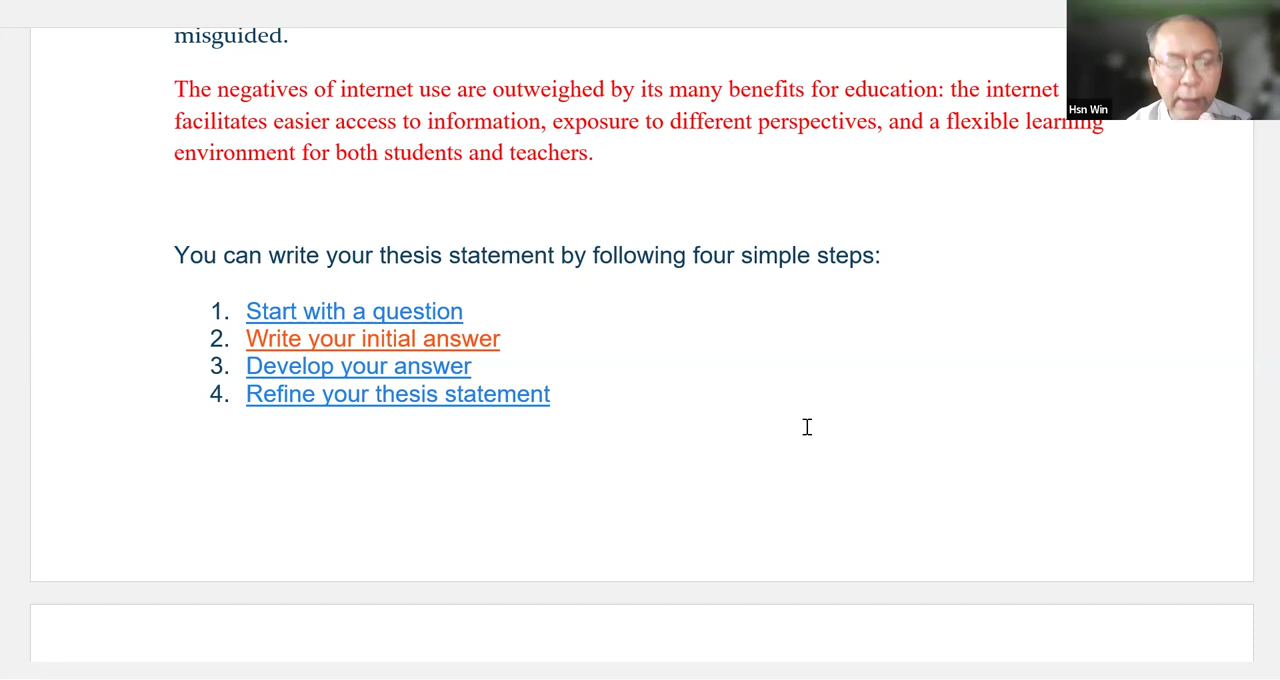 misguided.
The negatives of internet use are outweighed by its many benefits for education: the internet
Hsn Win
facilitates easier access to information, exposure to different perspectives, and a flexible learning
environment for both students and teachers.
You can write your thesis statement by following four simple steps:
1. Start with a question
2. Write your initial answer
3. Develop your answer
4. Refine your thesis statement